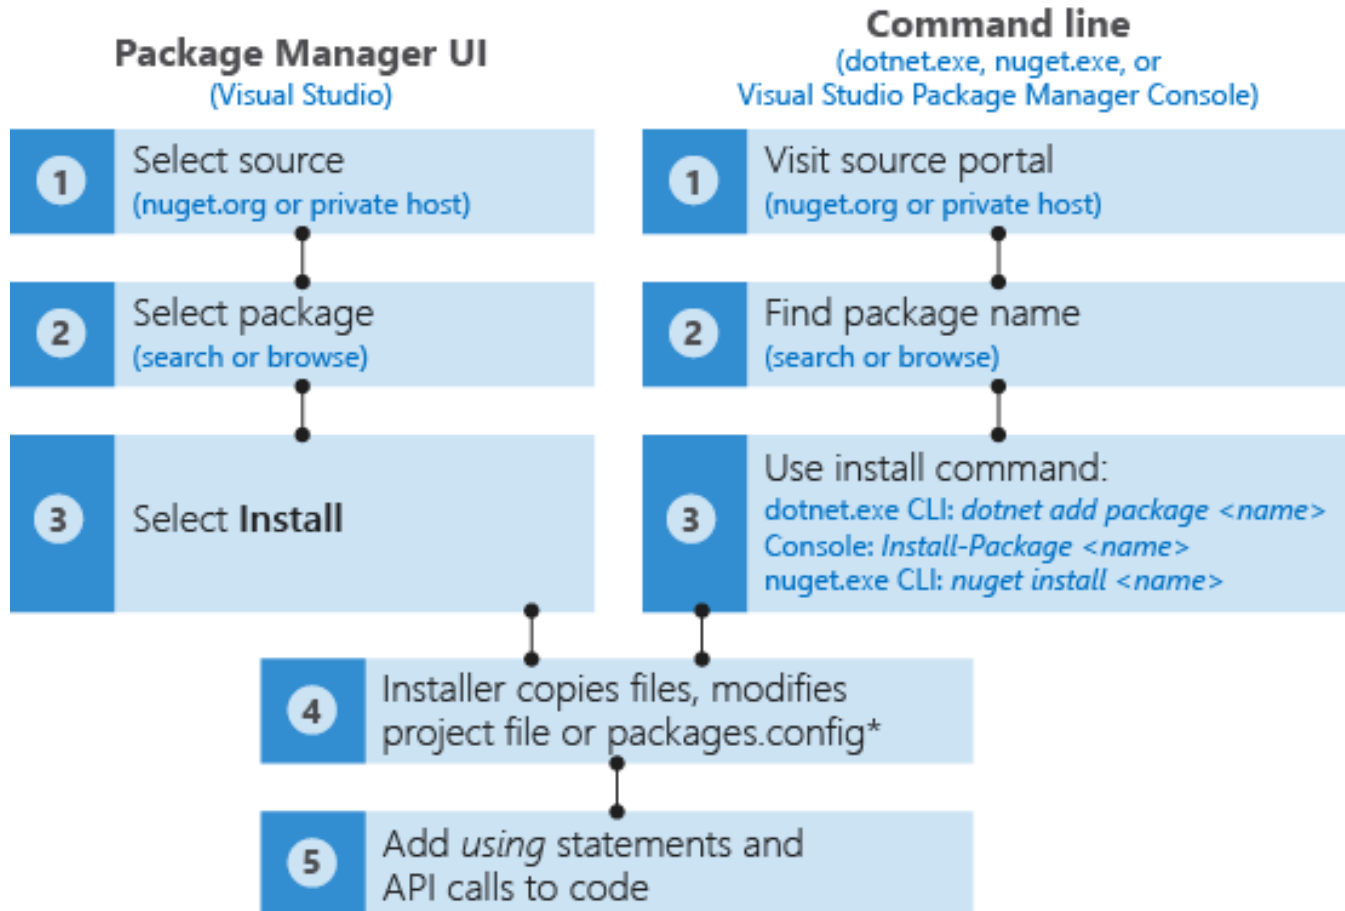 Package Manager UI
(Visual Studio)
1
Select source
(nuget.org or private host)
2
Select package
(search or browse)
3
Select Install
Command line
(dotnet.exe, nuget.exe, or
Visual Studio Package Manager Console)
1
Visit source portal
(nuget.org or private host)
2
Find package name
(search or browse)
3
Use install command:
dotnet.exe CLI: dotnet add package <name>
Console: Install-Package <name>
nuget.exe CLI: nuget install <name>
4
Installer copies files, modifies
project file or packages.config*
5
Add using statements and
API calls to code